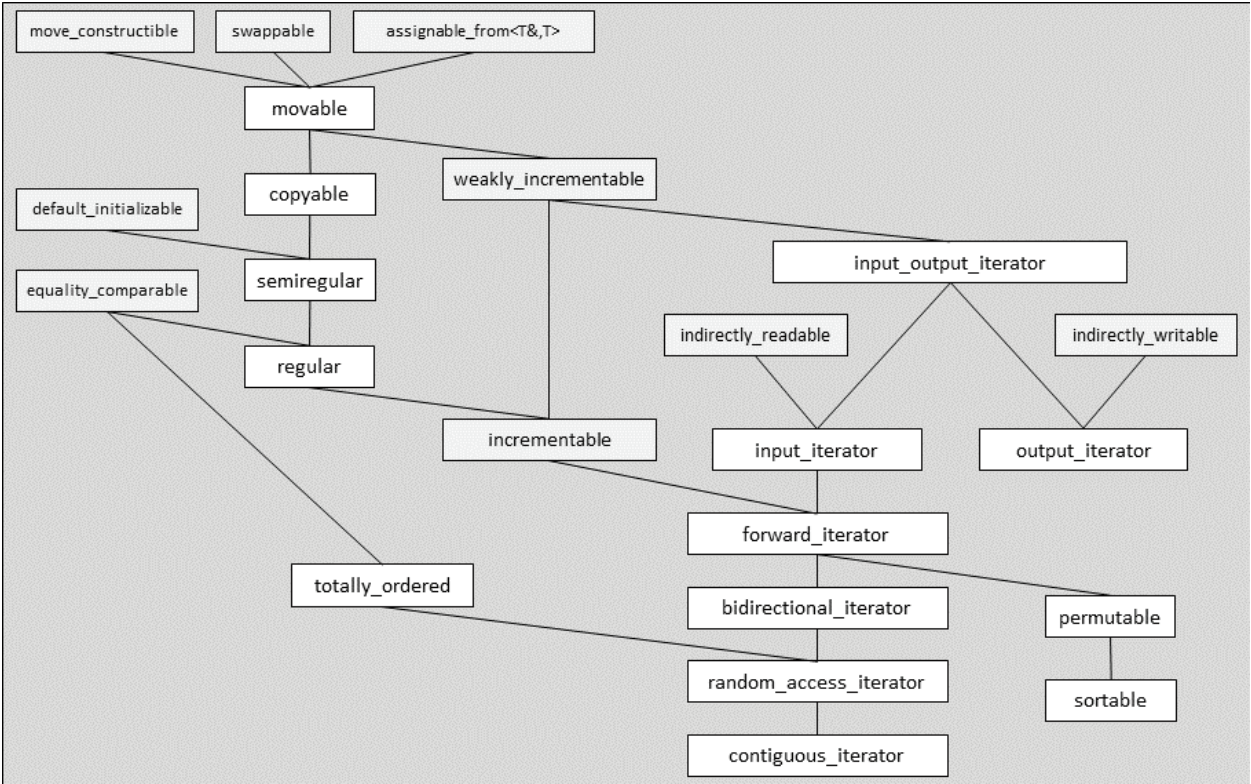 move_constructible
swappable
assignable_from<T&,T>
movable
weakly_incrementable
copyable
default_initializable
input_output_iterator
semiregular
equality_comparable
indirectly_readable
indirectly_writable
regular
incrementable
input_iterator
output_iterator
forward_iterator
totally_ordered
bidirectional_iterator
permutable
random_access_iterator
sortable
contiguous_iterator